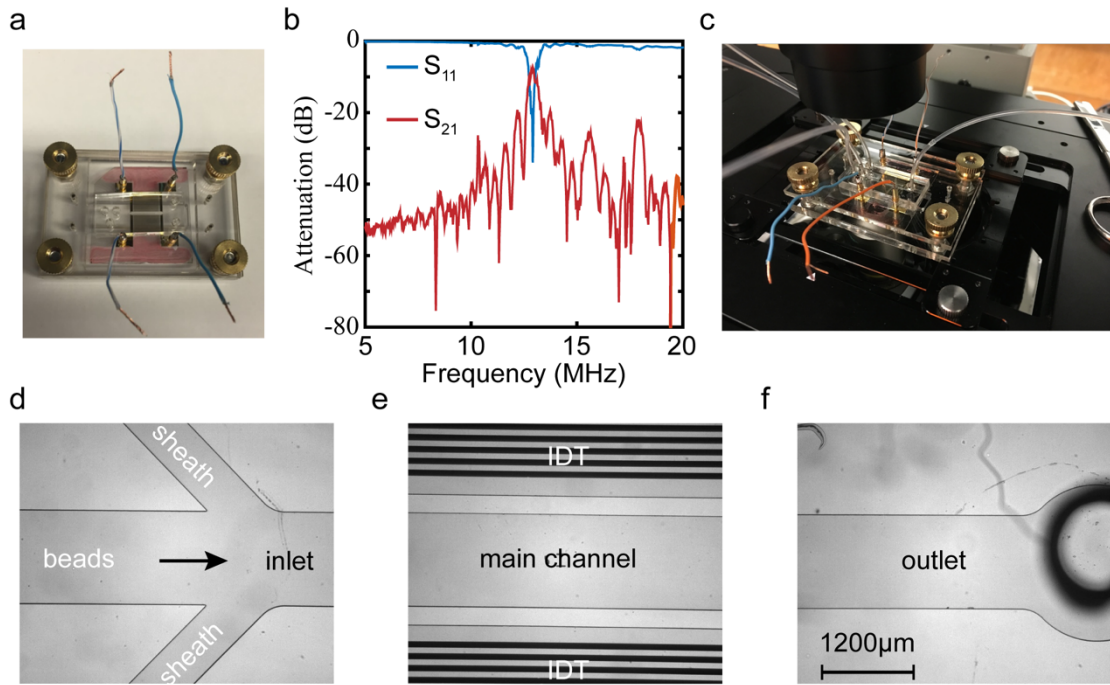 a
b
c
0
-20
-40
-60
-80
Attenuation (dB)
S11
S21
5
10
15
20
Frequency (MHz)
d
e
f
sheath
beads
inlet
sheath
IDT
main channel
IDT
outlet
1200µm